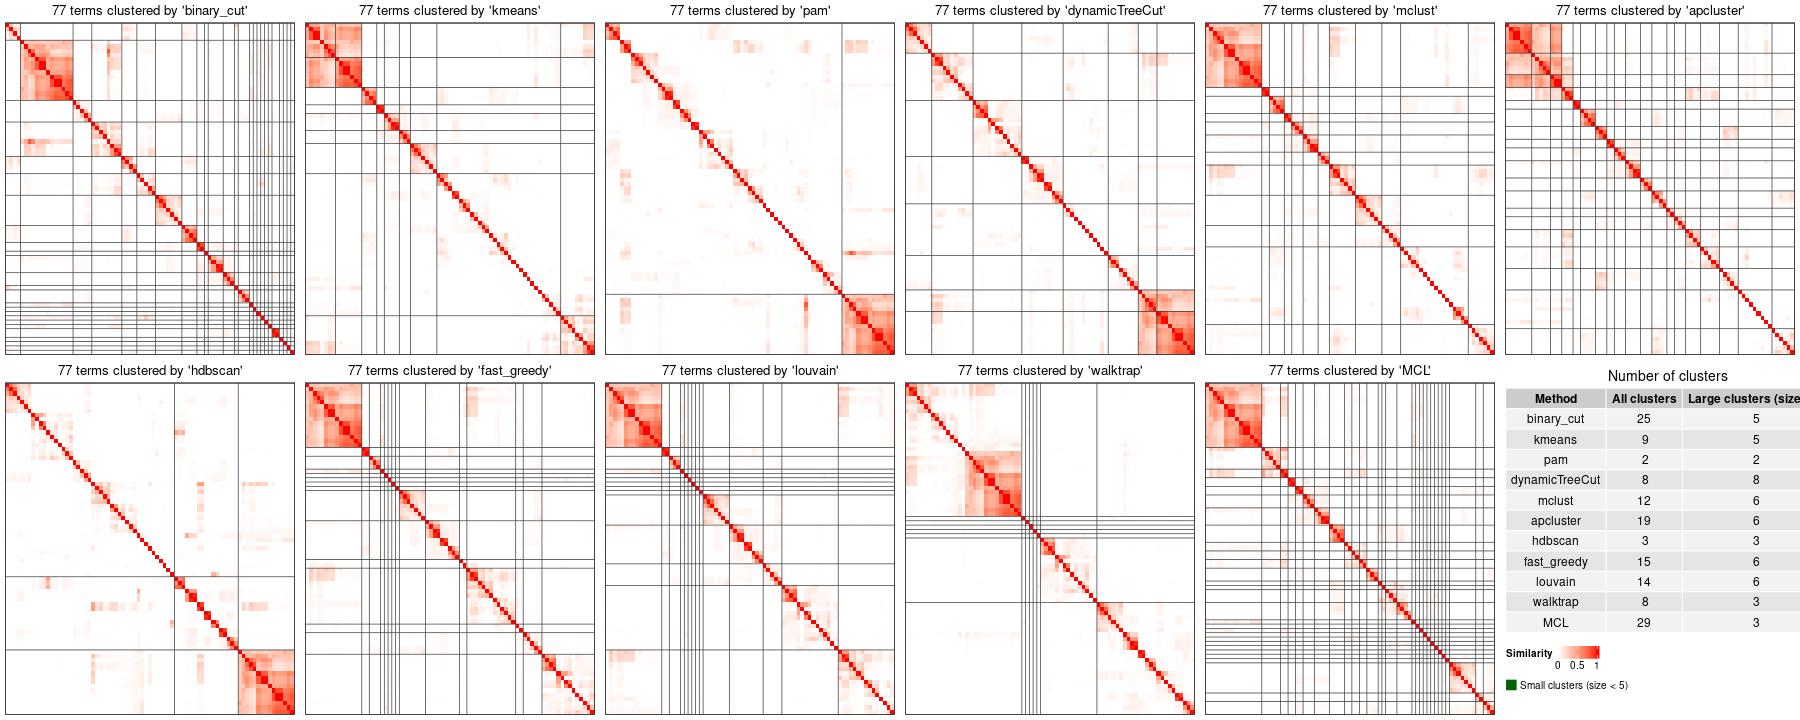 77 terms clustered by 'binary_cut'
77 terms clustered by 'kmeans'
77 terms clustered by 'pam'
77 terms clustered by 'dynamicTreeCut'
77 terms clustered by 'mclust'
77 terms clustered by 'apcluster'
77 terms clustered by 'hdbscan'
77 terms clustered by 'fast_greedy'
77 terms clustered by 'louvain'
77 terms clustered by 'walktrap'
77 terms clustered by 'MCL'
Number of clusters
Method All clusters Large clusters (size
binary_cut 25 5
kmeans 9 5
pam 2 2
dynamicTreeCut 8 8
mclust 12 6
apcluster 19 6
hdbscan 3 3
fast_greedy 15 6
louvain 14 6
walktrap 8 3
MCL 29 3
Similarity
0 0.5 1
Small clusters (size < 5)